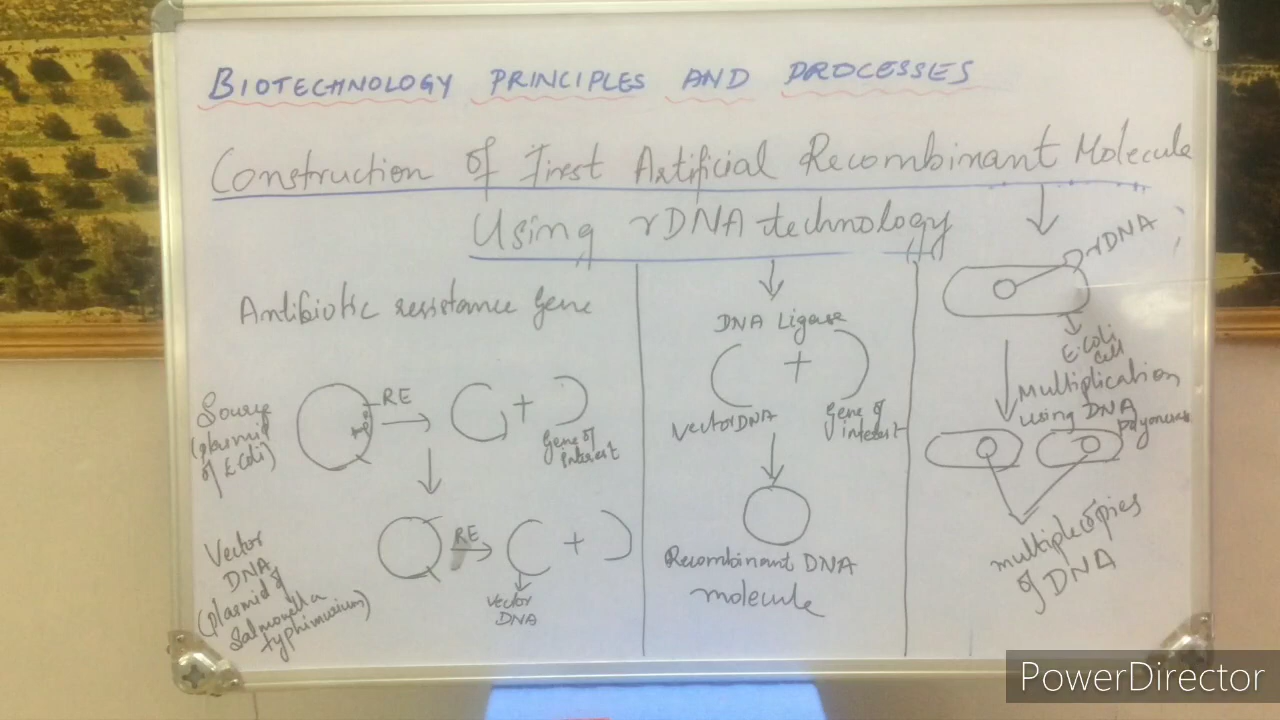 BIOTECHNOLOGY PRINCIPLES AND PROCESSES
Construction of First Artificial Recombinant Molecule
Using rDNA technology
Antibiotic resistance gene
Source
(plasmid
of E Coli)
RE
+
Gene of
interest
Vector
DNA
(plasmid of
Salmonella
typhimurium)
RE
+
Vector
DNA
DNA Ligase
+
Vector DNA
Gene of
interest
Recombinant DNA
molecule
rDNA
E. Coli
cell
Multiplication
using DNA
multiple copies
of DNA
PowerDirector